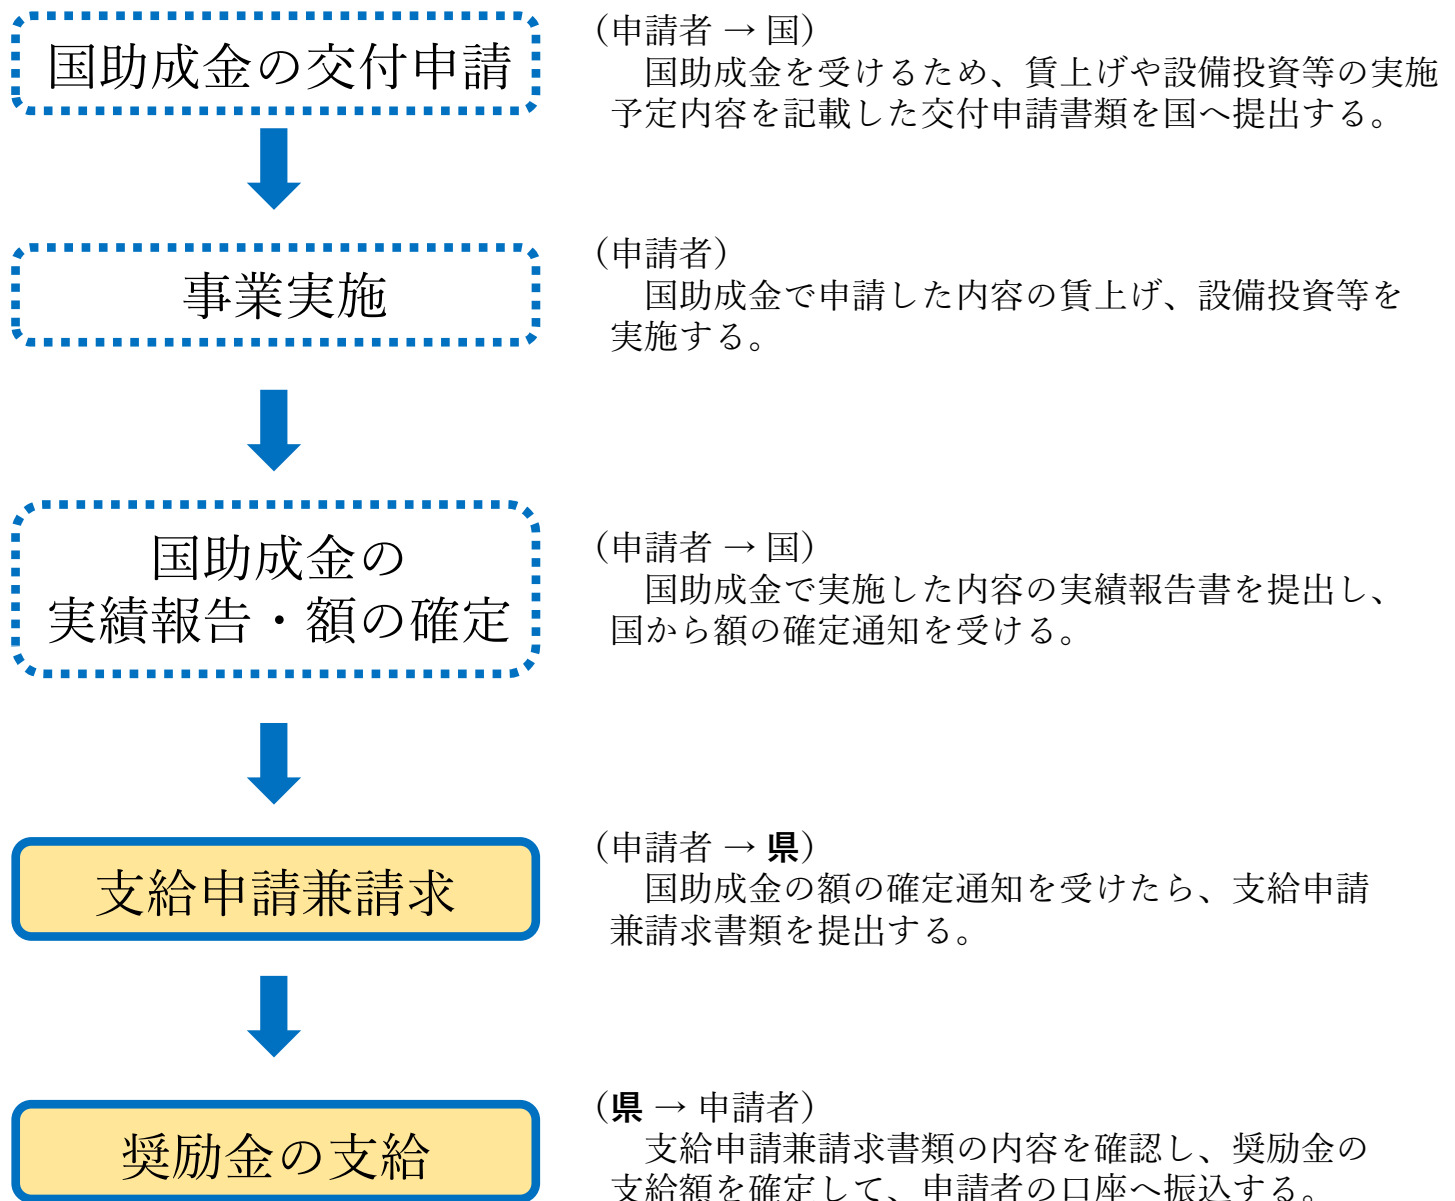 国助成金の交付申請
(申請者 → 国)
国助成金を受けるため、賃上げや設備投資等の実施
予定内容を記載した交付申請書類を国へ提出する。
事業実施
(申請者)
国助成金で申請した内容の賃上げ、設備投資等を
実施する。
国助成金の
実績報告・額の確定
(申請者 → 国)
国助成金で実施した内容の実績報告書を提出し、
国から額の確定通知を受ける。
支給申請兼請求
(申請者 → 県)
国助成金の額の確定通知を受けたら、支給申請
兼請求書類を提出する。
奨励金の支給
(県 → 申請者)
支給申請兼請求書類の内容を確認し、奨励金の
支給額を確定して、申請者の口座へ振込する。